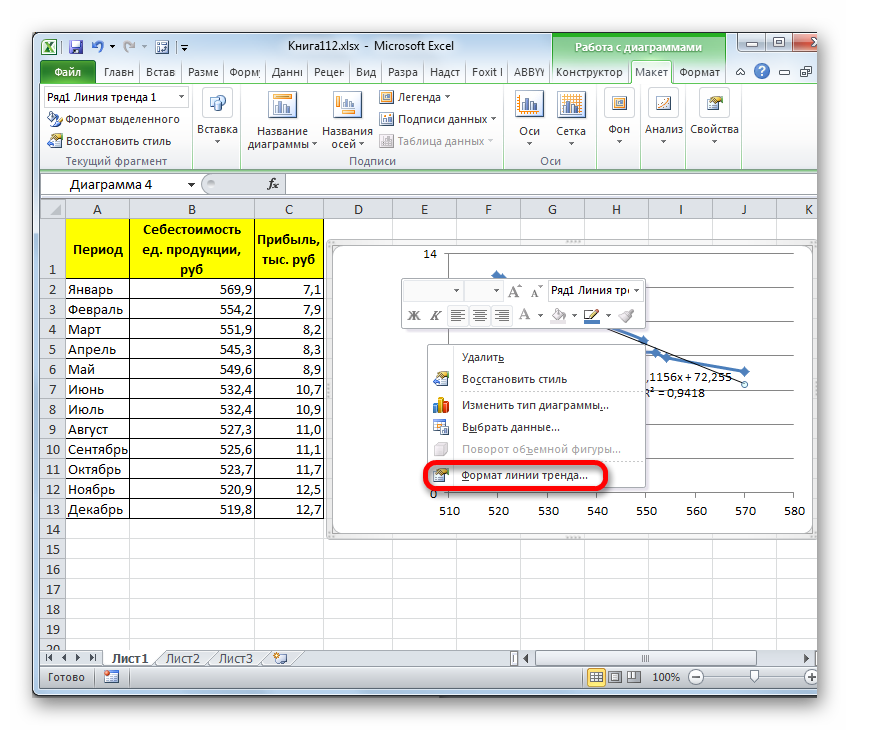 Книга112.xlsx - Microsoft Excel
Работа с диаграммами
Файл Главн Встав Разме Форму Данні Рецен Вид Разра Надст Foxit I ABBYY Конструктор Макет Формат
Ряд1 Линия тренда 1
Формат выделенного
Восстановить стиль
Текущий фрагмент
Вставка
Название диаграммы
Названия осей
Легенда
Подписи данных
Таблица данных
Подписи
Оси
Сетка
Оси
Фон
Анализ
Свойства
Диаграмма 4
fx
A B C D E F G H I J K
1 Период Себестоимость ед. продукции, руб Прибыль, тыс. руб
2 Январь 569,9 7,1
3 Февраль 554,2 7,9
4 Март 551,9 8,2
5 Апрель 545,3 8,3
6 Май 549,6 8,9
7 Июнь 532,4 10,7
8 Июль 532,4 10,9
9 Август 527,3 11,0
10 Сентябрь 525,6 11,1
11 Октябрь 523,7 11,7
12 Ноябрь 520,9 12,5
13 Декабрь 519,8 12,7
14
15
16
17
18
19
20
14
Ряд1 Линия тре
Ж К A
,1156x + 72,255
R² = 0,9418
Удалить
Восстановить стиль
Изменить тип диаграммы...
Выбрать данные...
Поворот объемной фигуры...
Формат линии тренда...
0
510 520 530 540 550 560 570 580
Лист1 Лист2 Лист3
Готово
100%